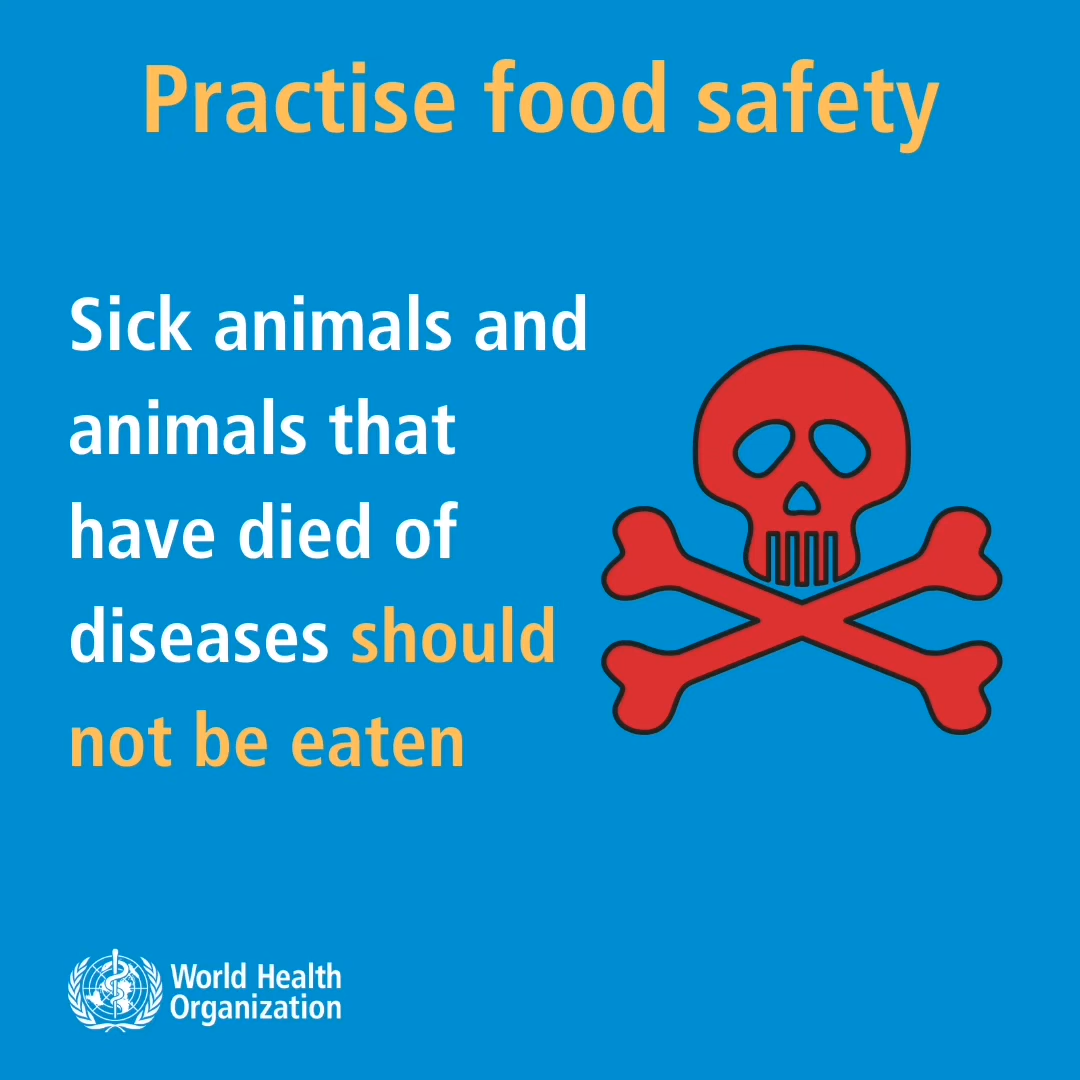 Practise food safety
Sick animals and
animals that
have died of
diseases should
not be eaten
World Health
Organization